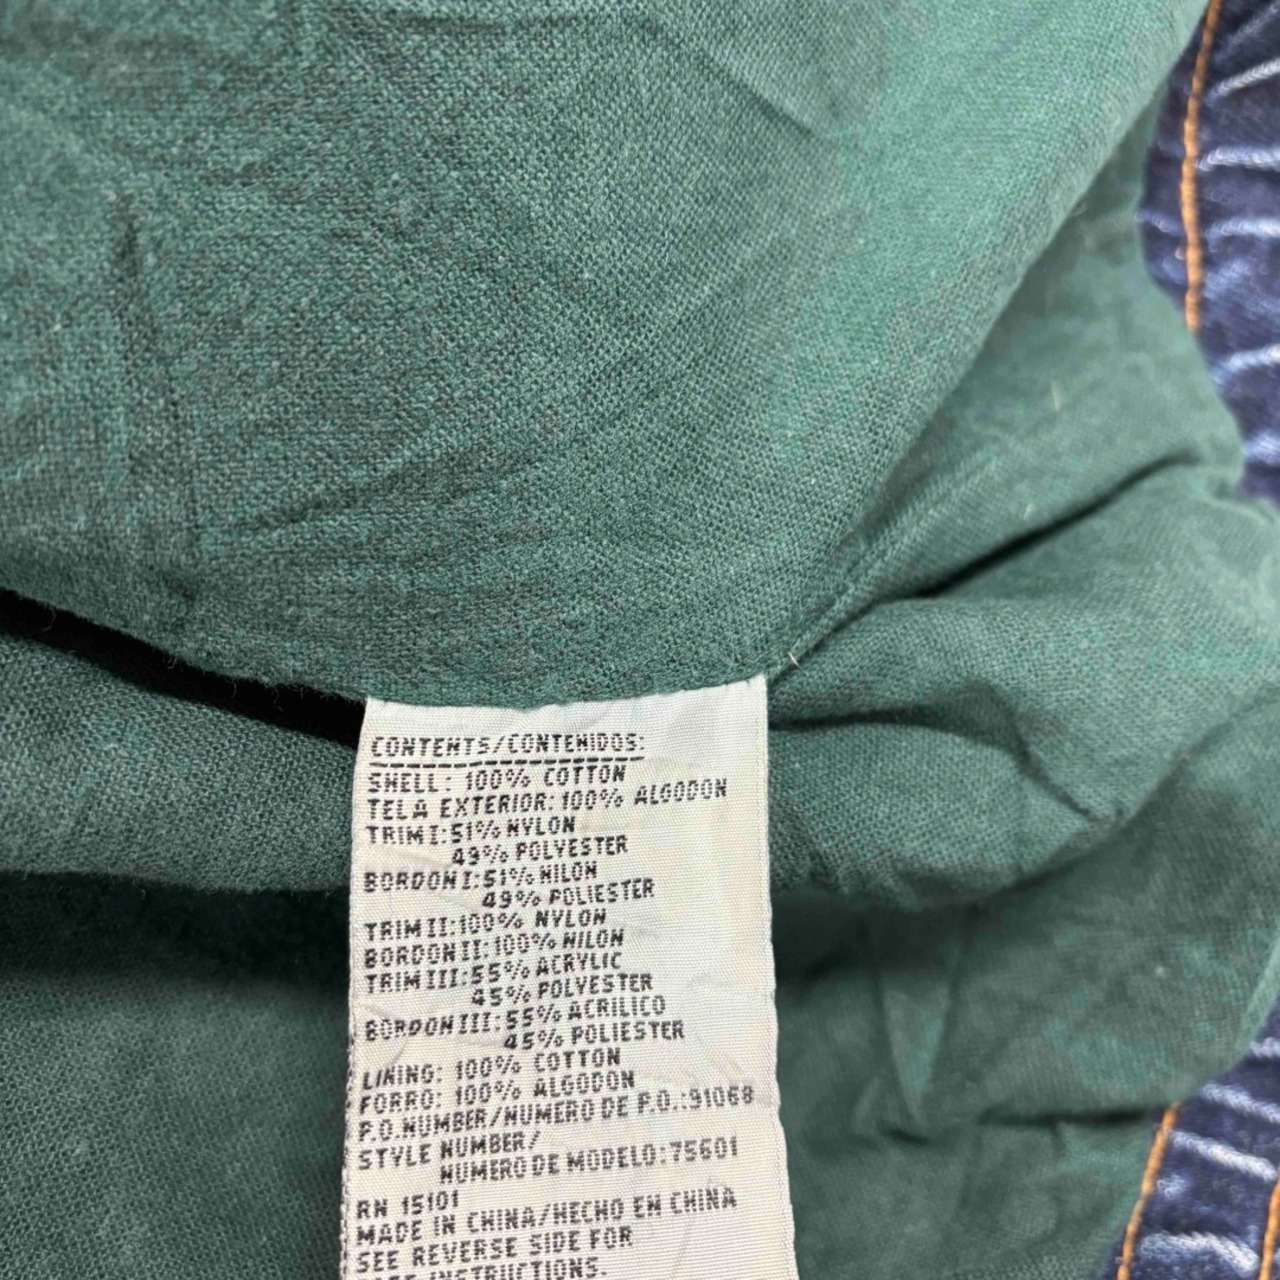 CONTENTS/CONTENIDOS:
SHELL: 100% COTTON
TELA EXTERIOR: 100% ALGODON
TRIM I: 51% NYLON
49% POLYESTER
BORDON I: 51% NILON
49% POLIESTER
TRIM II: 100% NYLON
BORDON II: 100% NILON
TRIM III: 55% ACRYLIC
45% POLYESTER
BORDON III: 55% ACRILICO
45% POLIESTER
LINING: 100% COTTON
FORRO: 100% ALGODON
P.O.NUMBER/NUMERO DE P.O.:91068
STYLE NUMBER/
NUMERO DE MODELO:75601
RN 15101
MADE IN CHINA/HECHO EN CHINA
SEE REVERSE SIDE FOR
CARE INSTRUCTIONS.